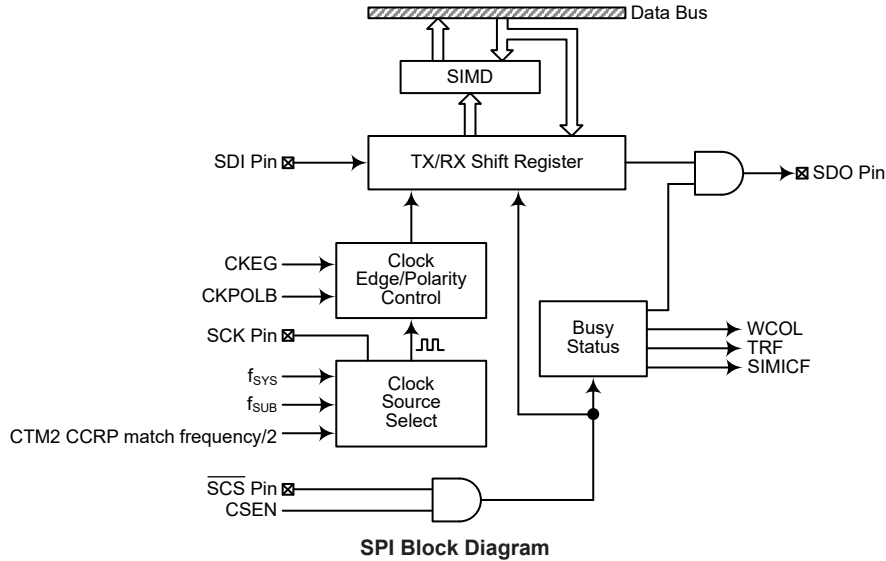 Data Bus
SIMD
SDI Pin
TX/RX Shift Register
SDO Pin
CKEG
CKPOLB
Clock
Edge/Polarity
Control
SCK Pin
Busy
Status
WCOL
TRF
SIMICF
fSYS
fSUB
CTM2 CCRP match frequency/2
Clock
Source
Select
SCS Pin
CSEN
SPI Block Diagram